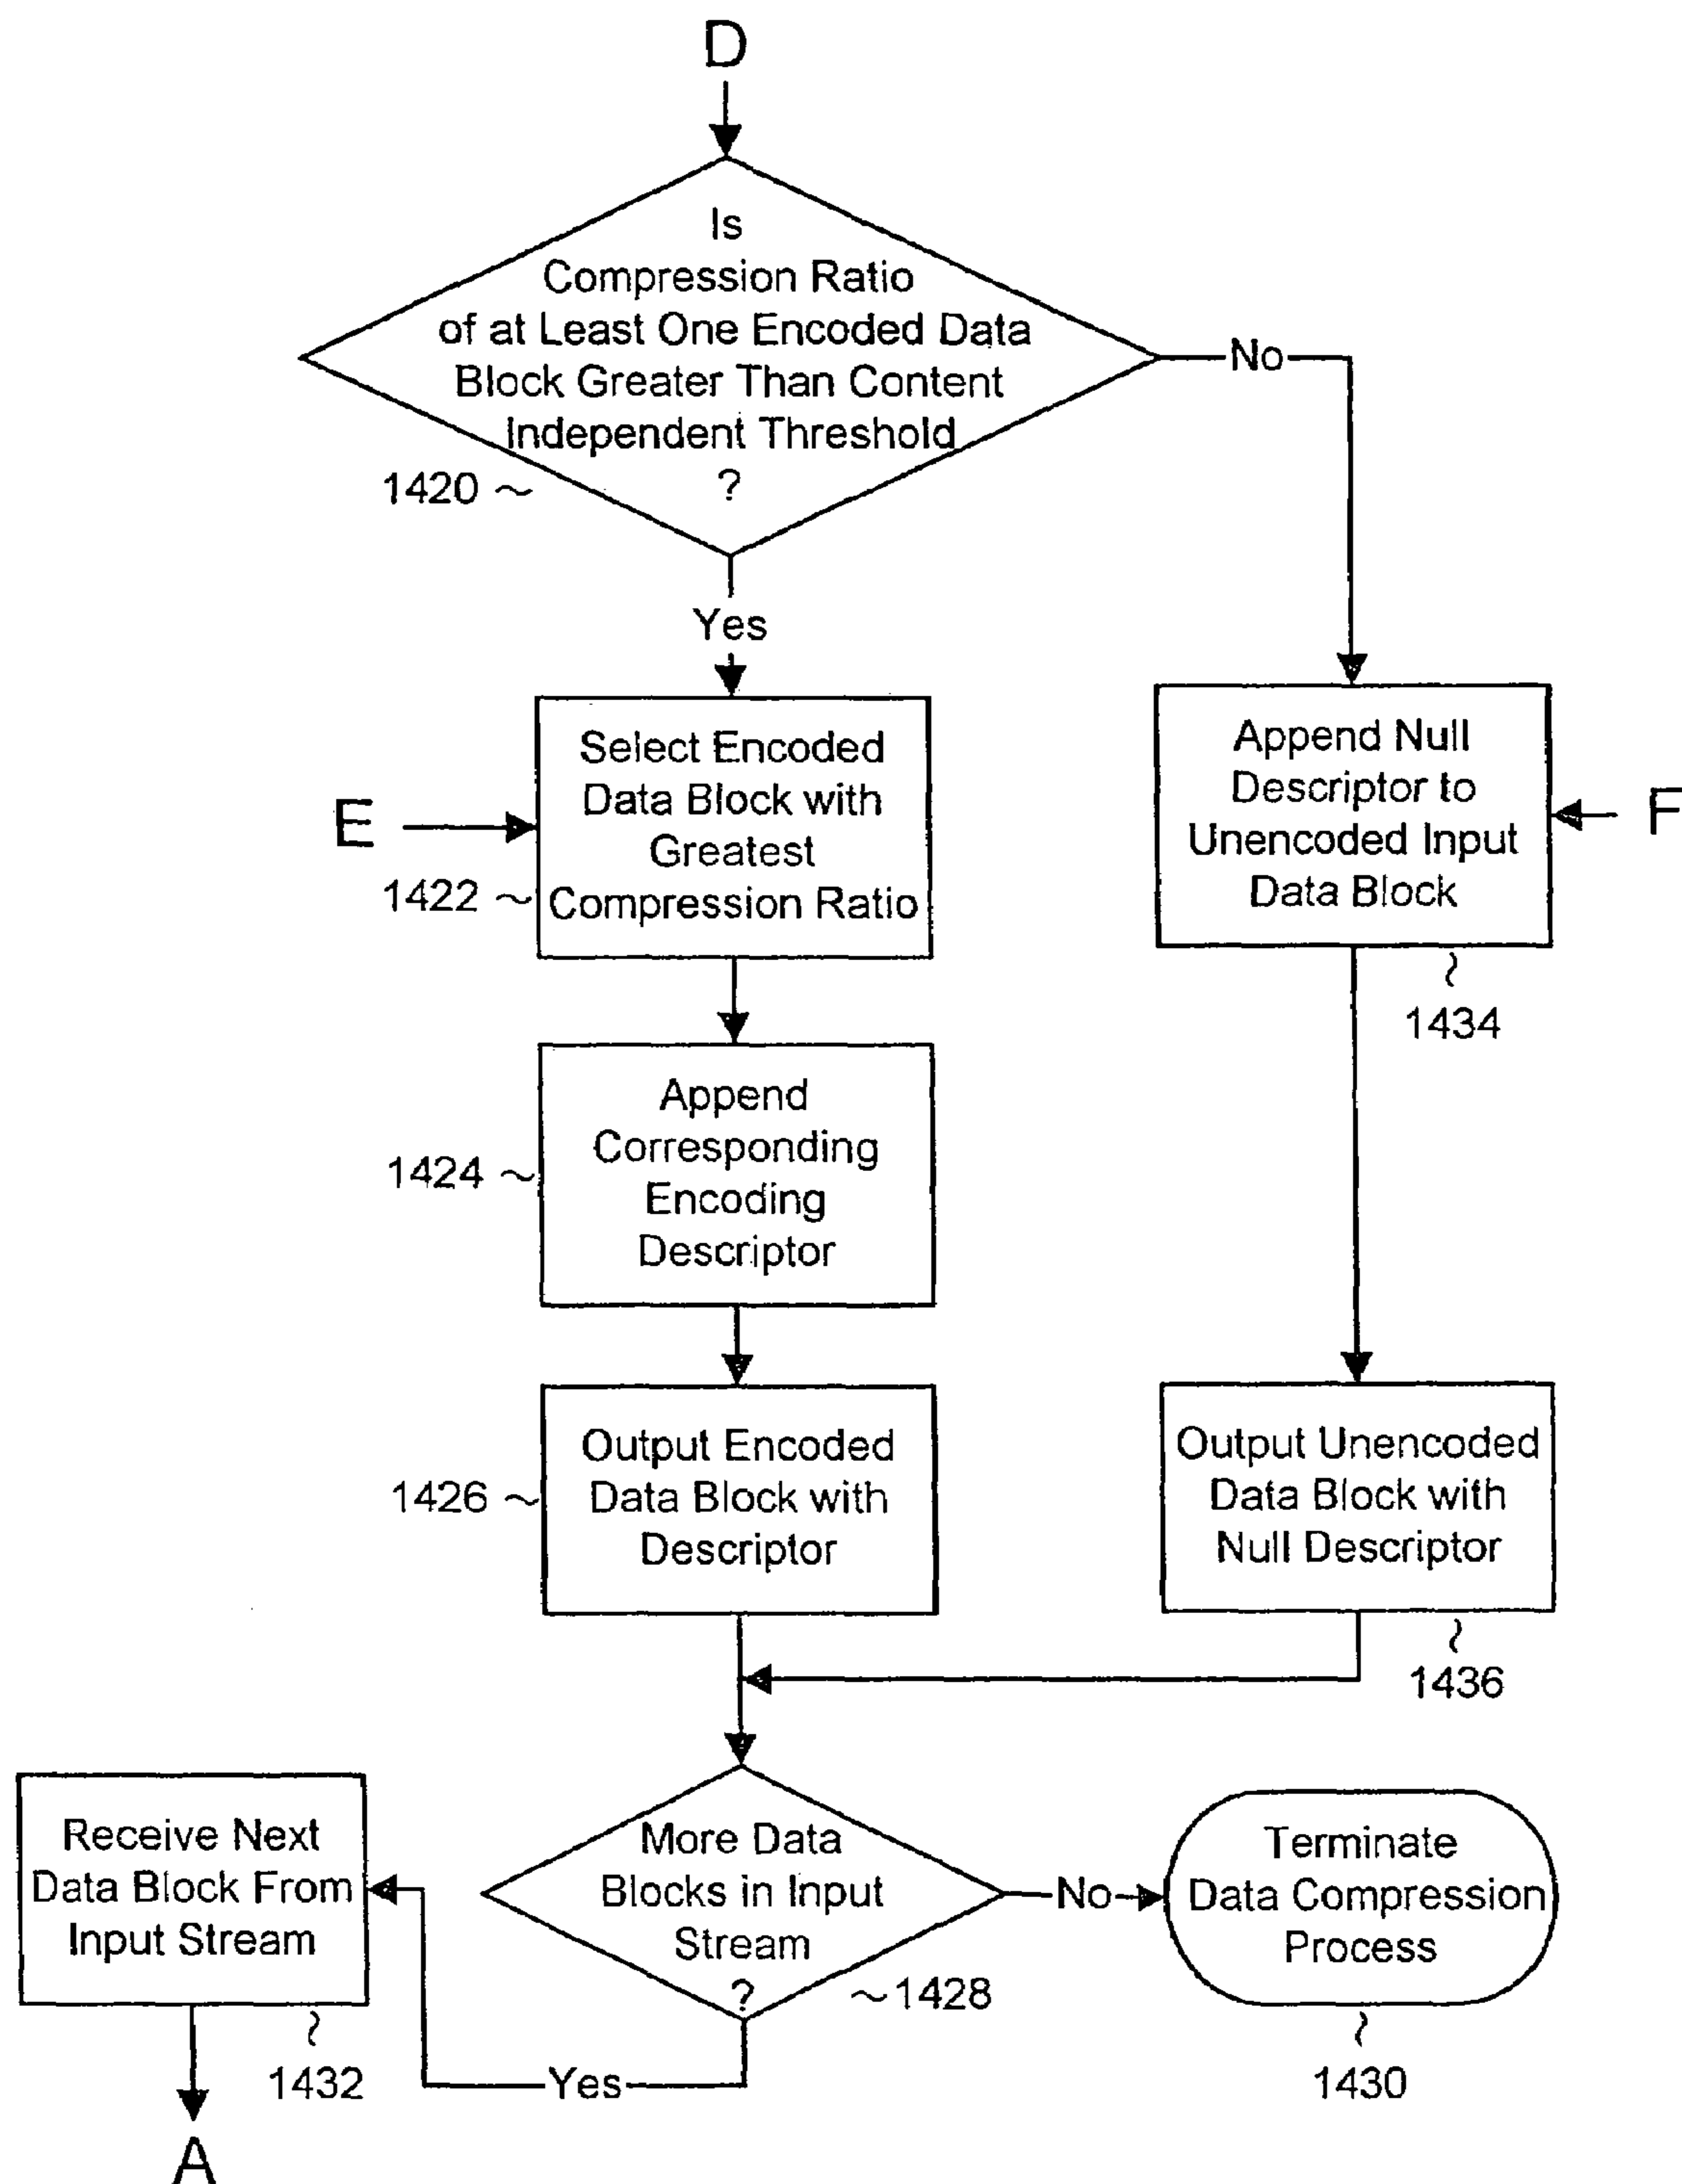 D
Is
Compression Ratio
of at Least One Encoded Data
Block Greater Than Content
Independent Threshold
?
1420
No
Yes
Select Encoded
Data Block with
Greatest
Compression Ratio
E
1422
Append Null
Descriptor to
Unencoded Input
Data Block
F
1434
Append
Corresponding
Encoding
Descriptor
1424
Output Encoded
Data Block with
Descriptor
1426
Output Unencoded
Data Block with
Null Descriptor
1436
Receive Next
Data Block From
Input Stream
1432
More Data
Blocks in Input
Stream
?
1428
No
Terminate
Data Compression
Process
1430
Yes
A